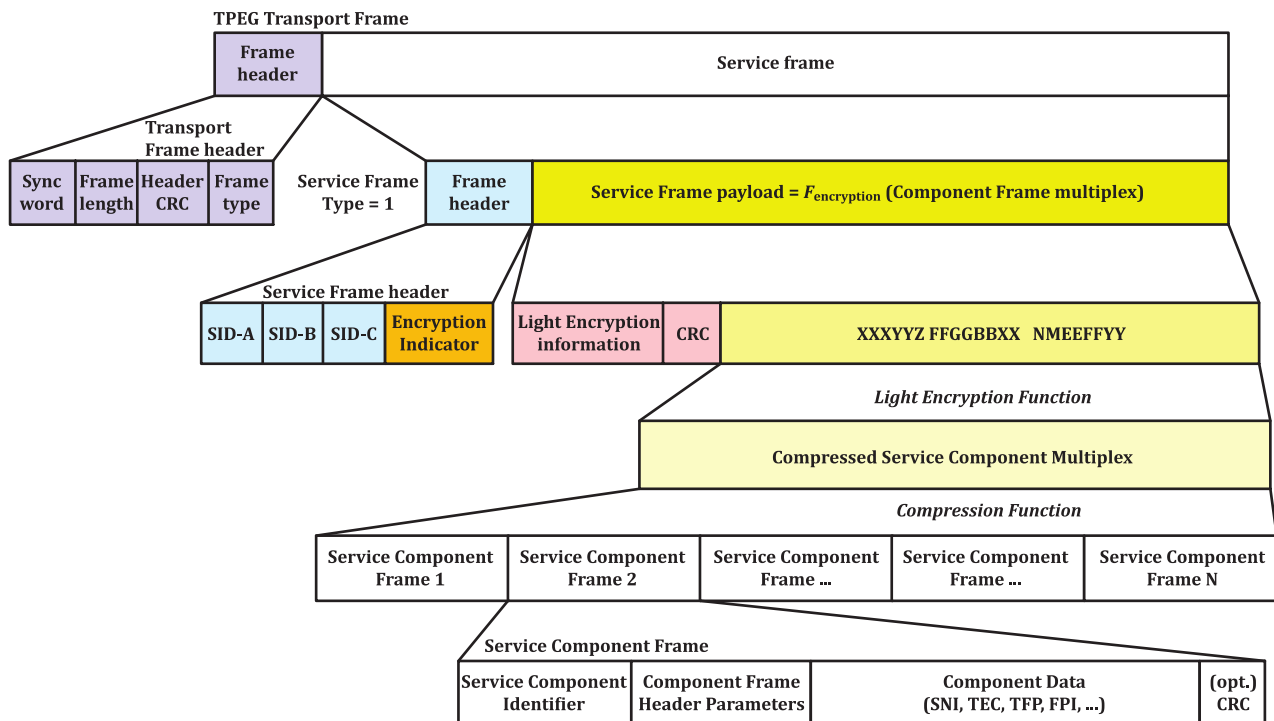 TPEG Transport Frame
Frame
header
Service frame
Transport
Frame header
Sync
word
Frame
length
Header
CRC
Frame
type
Service Frame
Type = 1
Frame
header
Service Frame payload = F encryption (Component Frame multiplex)
Service Frame header
SID-A
SID-B
SID-C
Encryption
Indicator
Light Encryption
information
CRC
XXXYYZ FFGGBBXX NMEEFFYY
Light Encryption Function
Compressed Service Component Multiplex
Compression Function
Service Component
Frame 1
Service Component
Frame 2
Service Component
Frame ...
Service Component
Frame ...
Service Component
Frame N
Service Component Frame
Service Component
Identifier
Component Frame
Header Parameters
Component Data
(SNI, TEC, TFP, FPI, ...)
(opt.)
CRC